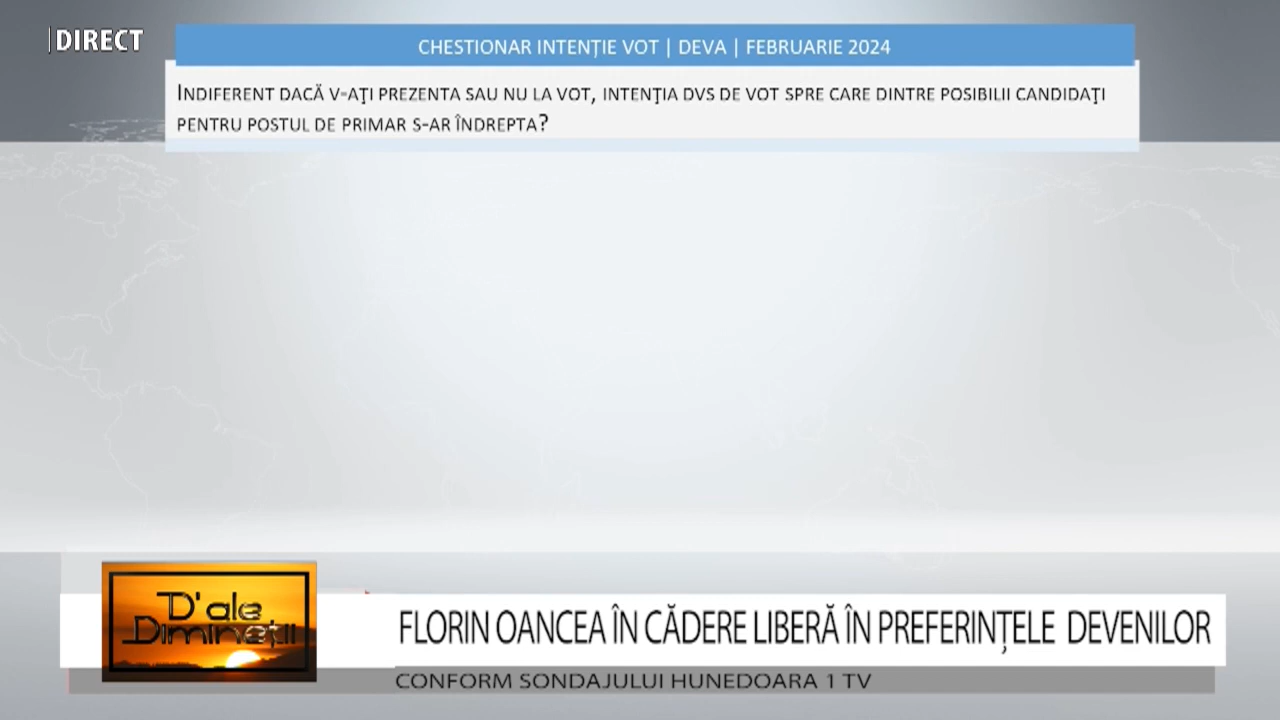 DIRECT
CHESTIONAR INTENȚIE VOT | DEVA | FEBRUARIE 2024
INDIFERENT DACĂ V-AŢI PREZENTA SAU NU LA VOT, INTENŢIA DVS DE VOT SPRE CARE DINTRE POSIBILII CANDIDAŢI
PENTRU POSTUL DE PRIMAR S-AR ÎNDREPTA?
D'ale
Dimineții
FLORIN OANCEA ÎN CĂDERE LIBERĂ ÎN PREFERINȚELE DEVENILOR
CONFORM SONDAJULUI HUNEDOARA 1 TV